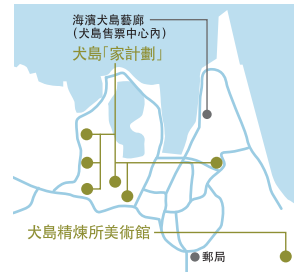 海濱犬島藝廊
（犬島售票中心內）
犬島「家計劃」
犬島精煉所美術館
郵局